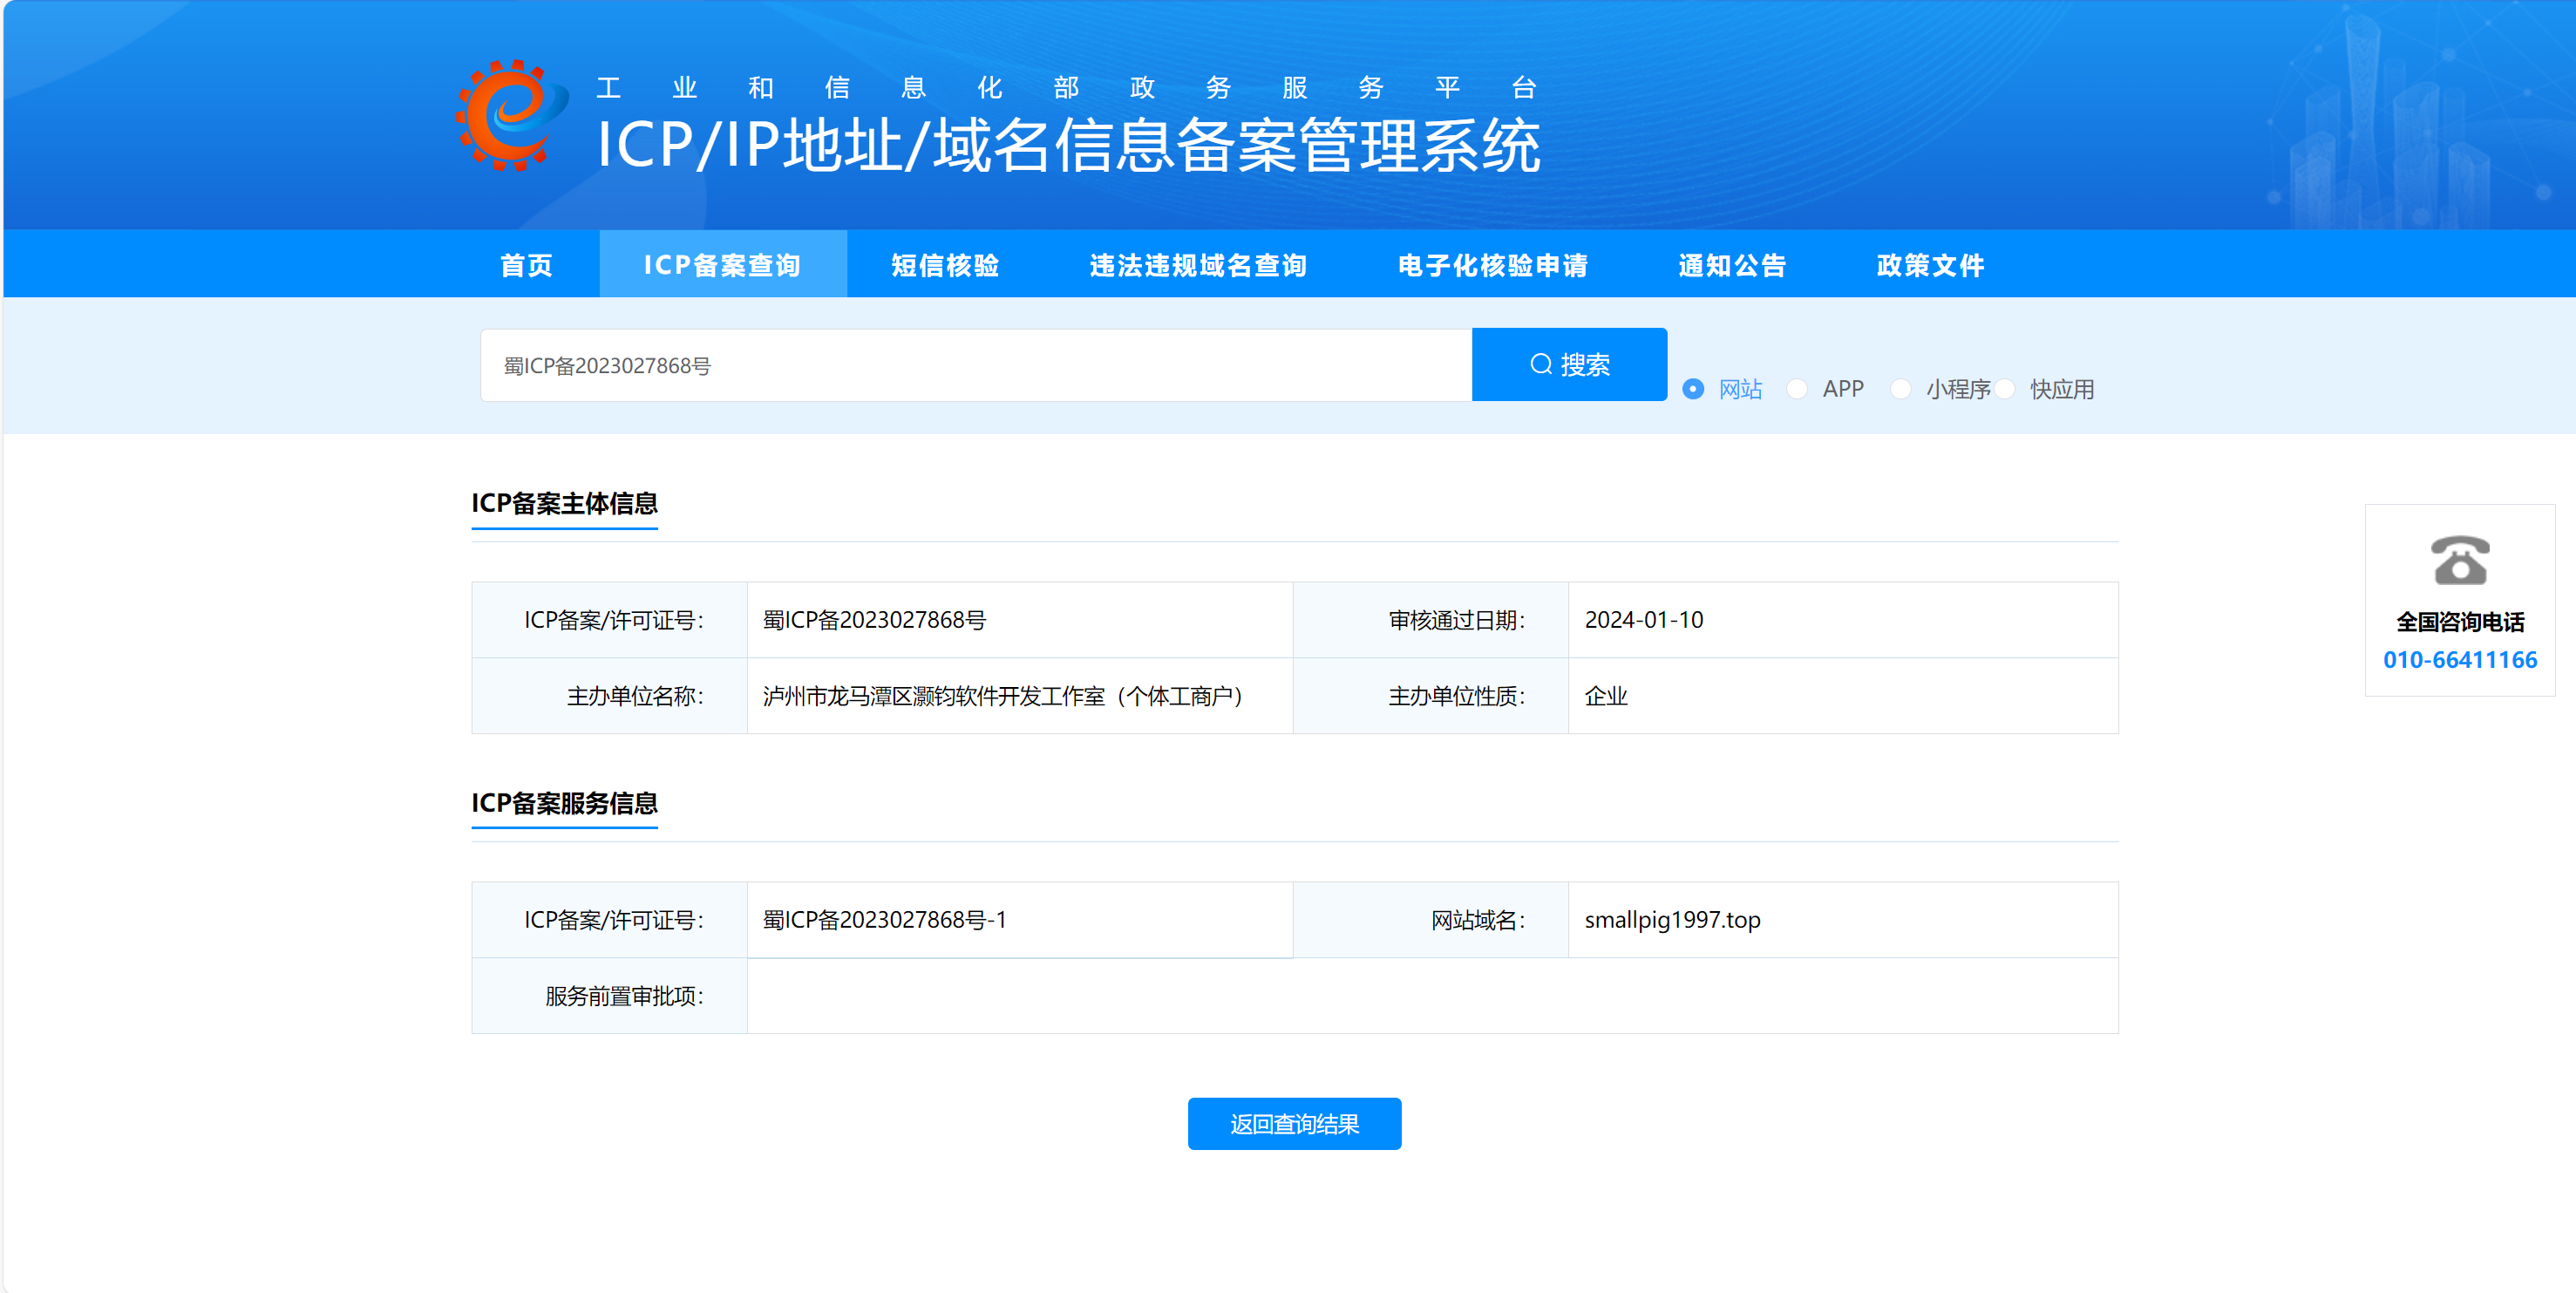 工业和信息化部政务服务平台
ICP/IP地址/域名信息备案管理系统
首页 ICP备案查询 短信核验 违法违规域名查询 电子化核验申请 通知公告 政策文件
蜀ICP备2023027868号 搜索 网站 APP 小程序 快应用
ICP备案主体信息
ICP备案/许可证号: 蜀ICP备2023027868号 审核通过日期: 2024-01-10
主办单位名称: 泸州市龙马潭区灏钧软件开发工作室（个体工商户） 主办单位性质: 企业
全国咨询电话
010-66411166
ICP备案服务信息
ICP备案/许可证号: 蜀ICP备2023027868号-1 网站域名: smallpig1997.top
服务前置审批项:
返回查询结果